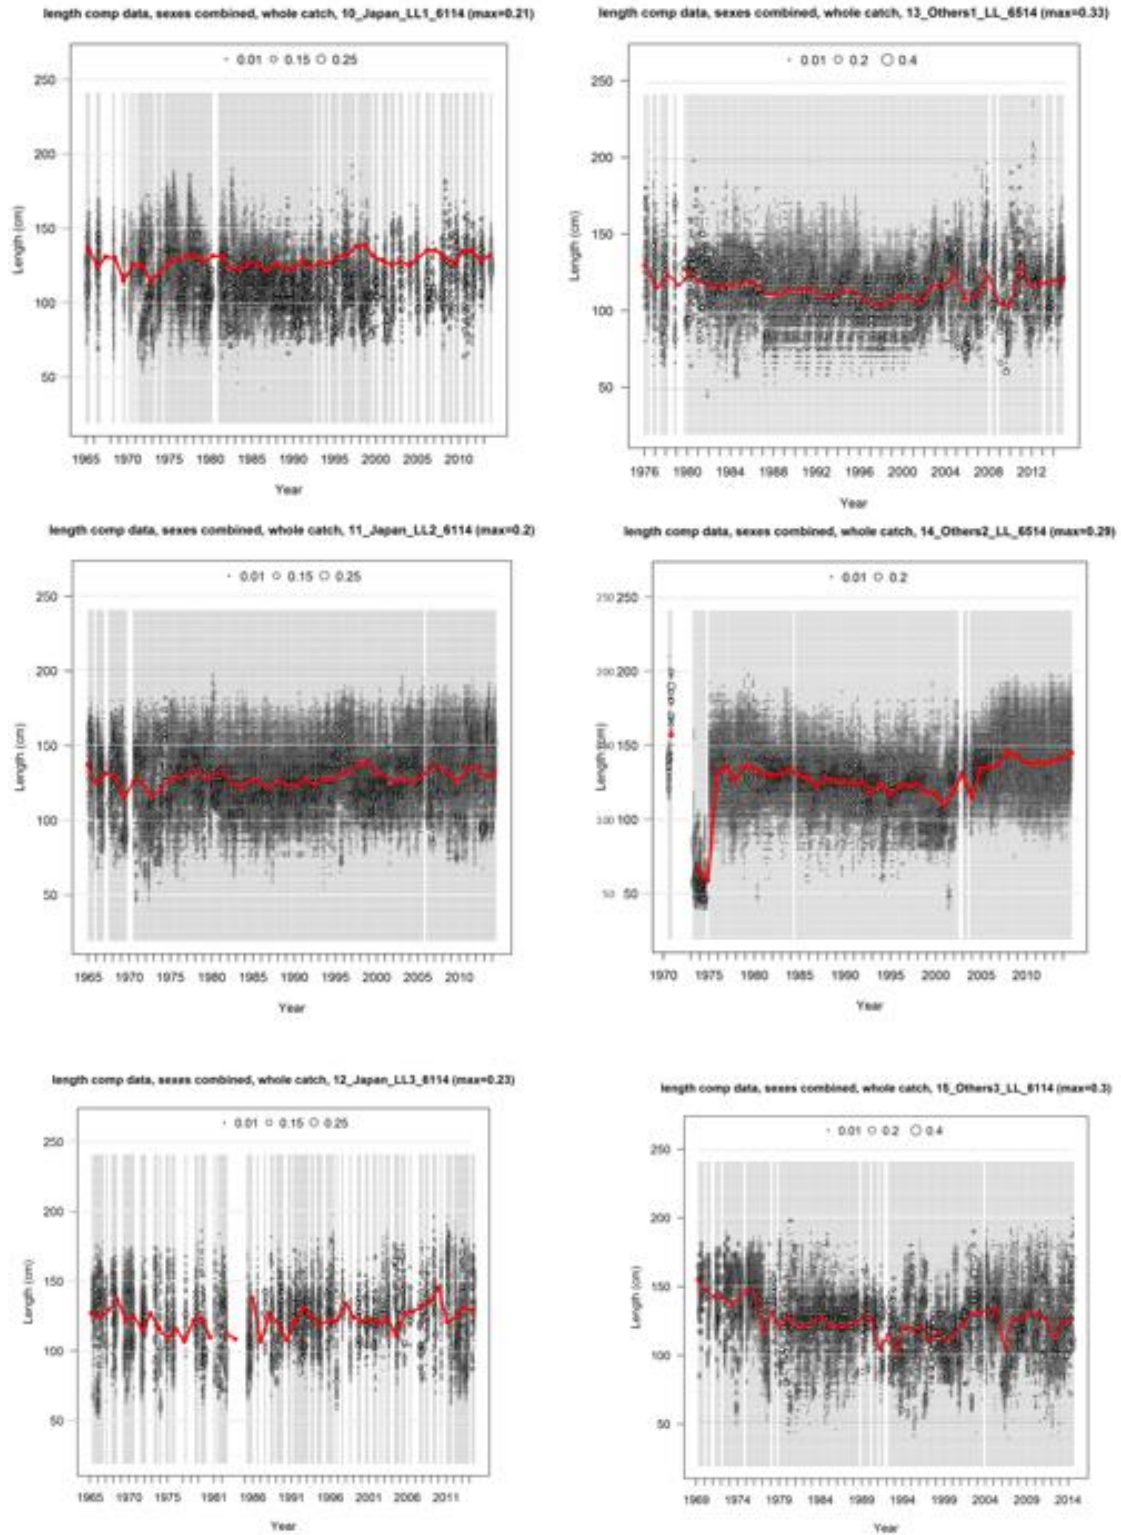 length comp data, sexes combined, whole catch, 10_Japan_LL1_6114 (max=0.21)
0.01 0.15 0.25
250
200
150
100
50
Length (cm)
1965 1970 1975 1980 1985 1990 1995 2000 2005 2010
Year
length comp data, sexes combined, whole catch, 13_Others1_LL_6514 (max=0.33)
0.01 0.2 0.4
250
200
150
100
50
Length (cm)
1976 1980 1984 1988 1992 1996 2000 2004 2008 2012
Year
length comp data, sexes combined, whole catch, 11_Japan_LL2_6114 (max=0.2)
0.01 0.15 0.25
250
200
150
100
50
Length (cm)
1965 1970 1975 1980 1985 1990 1995 2000 2005 2010
Year
length comp data, sexes combined, whole catch, 14_Others2_LL_6514 (max=0.29)
0.01 0.2
250 250
200 200
150 150
100 100
50 50
Length (cm)
1970 1975 1980 1985 1990 1995 2000 2005 2010
Year
length comp data, sexes combined, whole catch, 12_Japan_LL3_6114 (max=0.23)
0.01 0.15 0.25
250
200
150
100
50
Length (cm)
1965 1970 1975 1981 1986 1991 1996 2001 2006 2011
Year
length comp data, sexes combined, whole catch, 15_Others3_LL_6114 (max=0.3)
0.01 0.2 0.4
250
200
150
100
50
Length (cm)
1969 1974 1979 1984 1989 1994 1999 2004 2009 2014
Year